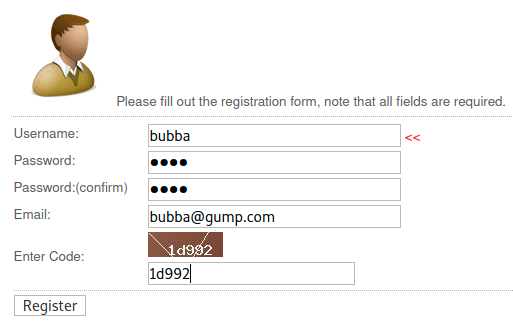 Please fill out the registration form, note that all fields are required.
Username: bubba <<
Password: ●●●●
Password:(confirm) ●●●●
Email: bubba@gump.com
1d992
Enter Code:
1d992
Register